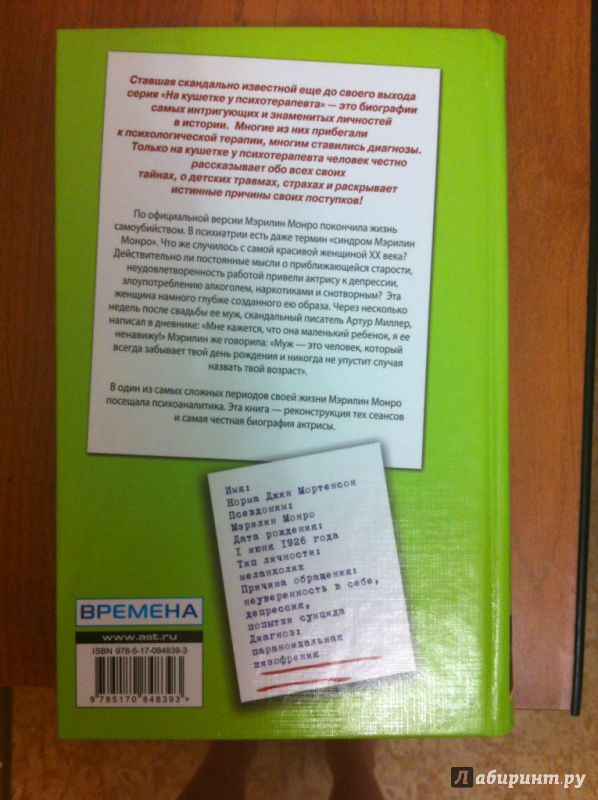 Ставшая скандально известной еще до своего выхода
серия «На кушетке у психотерапевта» — это биографии
самых интригующих и знаменитых личностей
в истории. Многие из них прибегали
к психологической терапии, многим ставились диагнозы.
Только на кушетке у психотерапевта человек честно
рассказывает обо всех своих
тайнах, о детских травмах, страхах и раскрывает
истинные причины своих поступков!
По официальной версии Мэрилин Монро покончила жизнь
самоубийством. В психиатрии есть даже термин «синдром Мэрилин
Монро». Что же случилось с самой красивой женщиной XX века?
Действительно ли постоянные мысли о приближающейся старости,
неудовлетворенность работой привели актрису к депрессии,
злоупотреблению алкоголем, наркотиками и снотворным? Эта
женщина намного глубже созданного ею образа. Через несколько
недель после свадьбы ее муж, скандальный писатель Артур Миллер,
написал в дневнике: «Мне кажется, что она маленький ребенок, я ее
ненавижу!» Мэрилин же говорила: «Муж — это человек, который
всегда забывает твой день рождения и никогда не упустит случая
назвать твой возраст».
В один из самых сложных периодов своей жизни Мэрилин Монро
посещала психоаналитика. Эта книга — реконструкция тех сеансов
и самая честная биография актрисы.
Имя:
Норма Джин Мортенсон
Псевдоним:
Мэрилин Монро
Дата рождения:
1 июня 1926 года
Тип личности:
меланхолик
Причина обращения:
неуверенность в себе,
депрессия,
попытки суицида
Диагноз:
параноидальная
шизофрения
ВРЕМЕНА
www.ast.ru
ISBN 978-5-17-084839-3
9 785170 848393 >
Лабиринт.ру